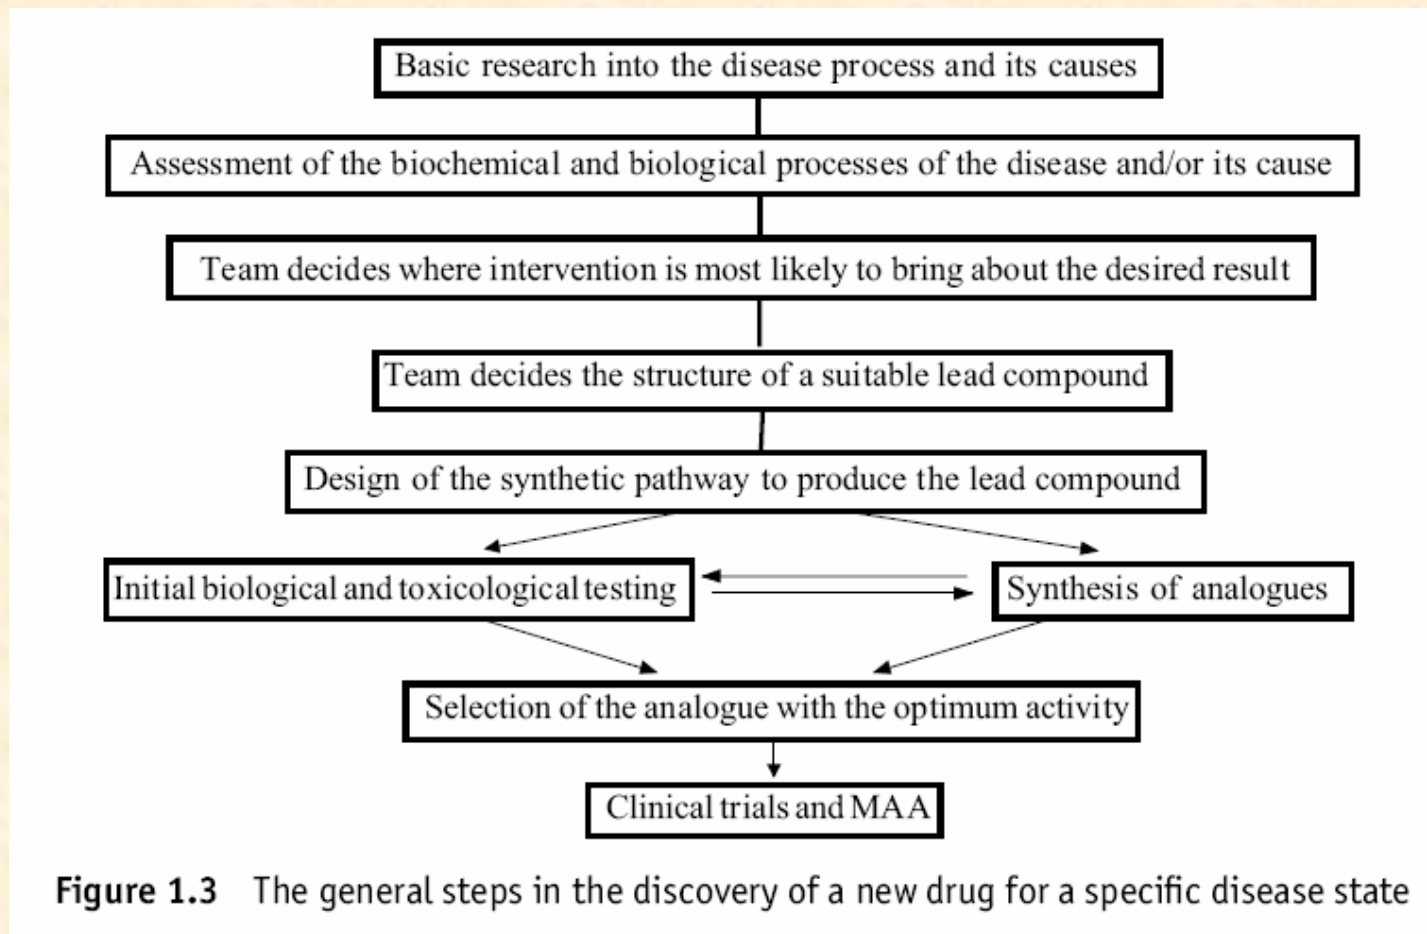 Basic research into the disease process and its causes
Assessment of the biochemical and biological processes of the disease and/or its cause
Team decides where intervention is most likely to bring about the desired result
Team decides the structure of a suitable lead compound
Design of the synthetic pathway to produce the lead compound
Initial biological and toxicological testing
Synthesis of analogues
Selection of the analogue with the optimum activity
Clinical trials and MAA
Figure 1.3 The general steps in the discovery of a new drug for a specific disease state